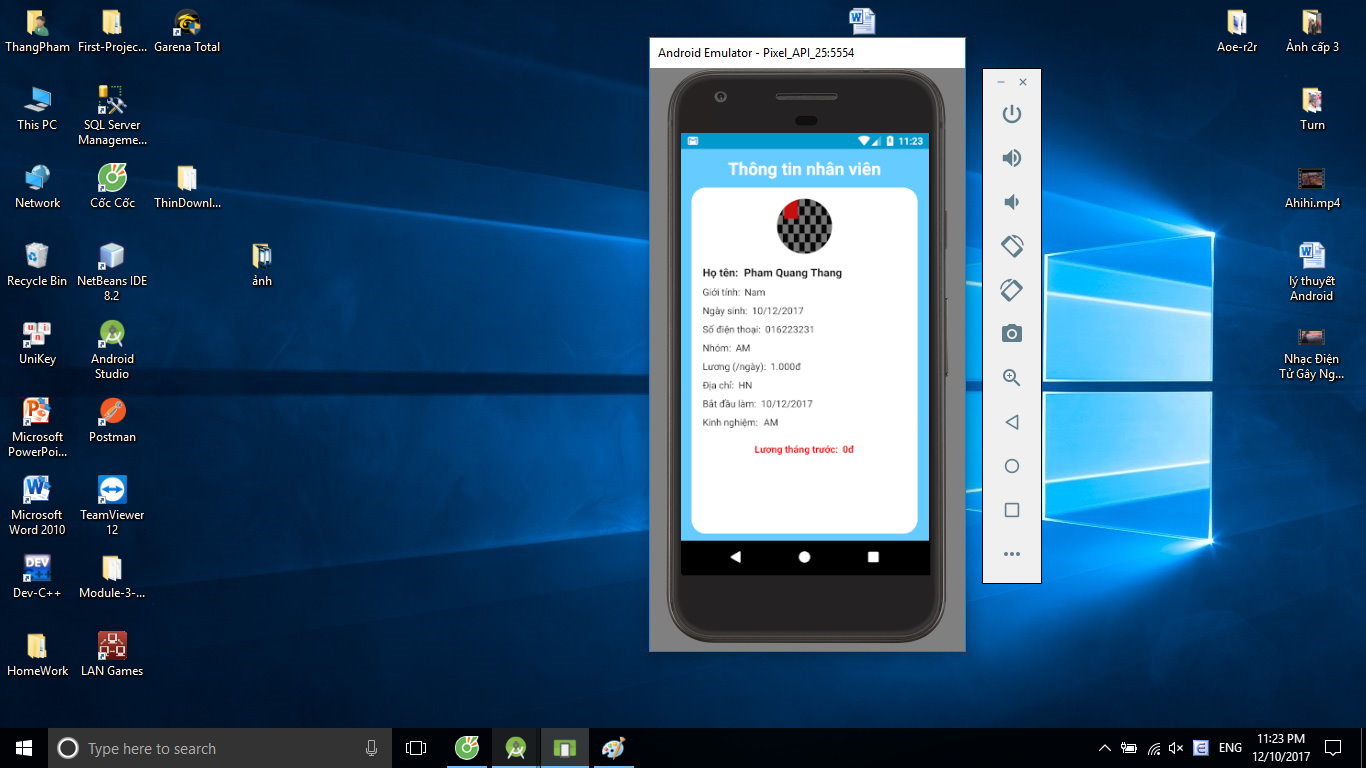 ThangPham
First-Projec...
Garena Total
This PC
SQL Server
Manageme...
Network
Cốc Cốc
ThinDownl...
Recycle Bin
NetBeans IDE
8.2
ảnh
UniKey
Android
Studio
Microsoft
PowerPoi...
Postman
Microsoft
Word 2010
TeamViewer
12
DEV
Dev-C++
Module-3-...
HomeWork
LAN Games
Android Emulator - Pixel_API_25:5554
11:23
Thông tin nhân viên
Họ tên: Pham Quang Thang
Giới tính: Nam
Ngày sinh: 10/12/2017
Số điện thoại: 016223231
Nhóm: AM
Lương (/ngày): 1.000đ
Địa chỉ: HN
Bắt đầu làm: 10/12/2017
Kinh nghiệm: AM
Lương tháng trước: 0đ
Aoe-r2r
Ảnh cấp 3
Turn
Ahihi.mp4
lý thuyết
Android
Nhạc Điện
Tử Gây Ng...
Type here to search
ENG
11:23 PM
12/10/2017